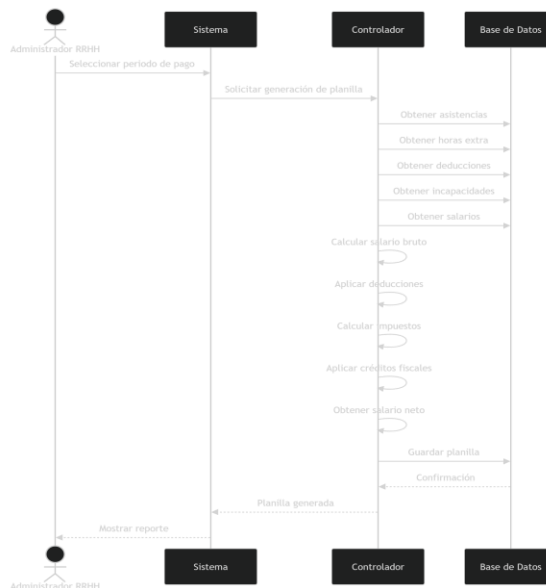 Sistema
Controlador
Base de Datos
Administrador RRHH
Seleccionar periodo de pago
Solicitar generación de planilla
Obtener asistencias
Obtener horas extra
Obtener deducciones
Obtener incapacidades
Obtener salarios
Calcular salario bruto
Aplicar deducciones
Calcular impuestos
Aplicar créditos fiscales
Obtener salario neto
Guardar planilla
Confirmación
Planilla generada
Mostrar reporte
Sistema
Controlador
Base de Datos
Administrador RRHH